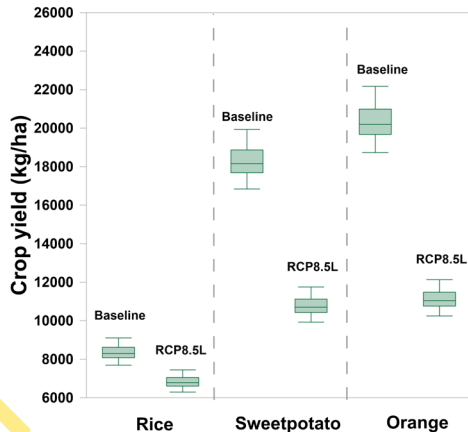 Crop yield (kg/ha)
26000
24000
22000
20000
18000
16000
14000
12000
10000
8000
6000
Baseline
RCP8.5L
Baseline
RCP8.5L
Baseline
RCP8.5L
Rice
Sweetpotato
Orange